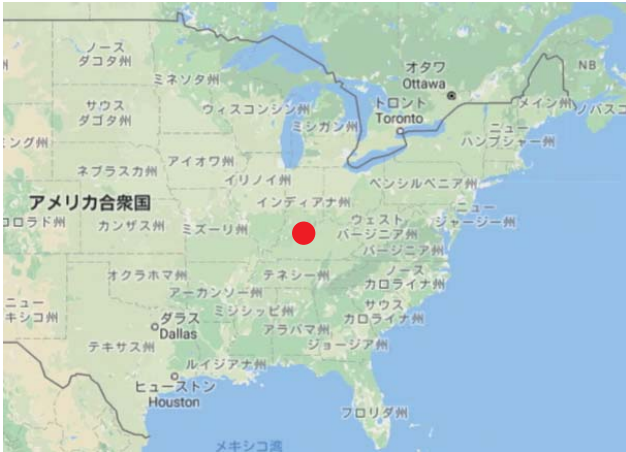 ノース
ダコタ州
オタワ
Ottawa
NB
ミネソタ州
サウス
ダコタ州
ウィスコンシン州
トロント
Toronto
メイン州
ノバスコ
ミシガン州
ニュー
ハンプシャー州
ミング州
アイオワ州
ネブラスカ州
イリノイ州
ペンシルベニア州
アメリカ合衆国
インディアナ州
ニュー
ジャージー州
コロラド州
カンザス州
ミズーリ州
ウェスト
バージニア州
バージニア州
オクラホマ州
テネシー州
ノース
カロライナ州
アーカンソー州
ニュー
キシコ州
ミシシッピ州
サウス
カロライナ州
ダラス
Dallas
アラバマ州
テキサス州
ジョージア州
ルイジアナ州
ヒューストン
Houston
フロリダ州
メキシコ湾